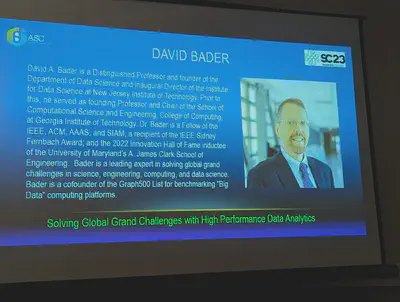 ASC
DAVID BADER
SC23
David A. Bader is a Distinguished Professor and founder of the
Department of Data Science and inaugural Director of the Institute
for Data Science at New Jersey Institute of Technology. Prior to
this, he served as founding Professor and Chair of the School of
Computational Science and Engineering, College of Computing,
at Georgia Institute of Technology. Dr. Bader is a Fellow of the
IEEE, ACM, AAAS, and SIAM, a recipient of the IEEE Sidney
Fernbach Award; and the 2022 Innovation Hall of Fame inductee
of the University of Maryland's A. James Clark School of
Engineering. Bader is a leading expert in solving global grand
challenges in science, engineering, computing, and data science.
Bader is a cofounder of the Graph500 List for benchmarking "Big
Data" computing platforms.
Solving Global Grand Challenges with High Performance Data Analytics